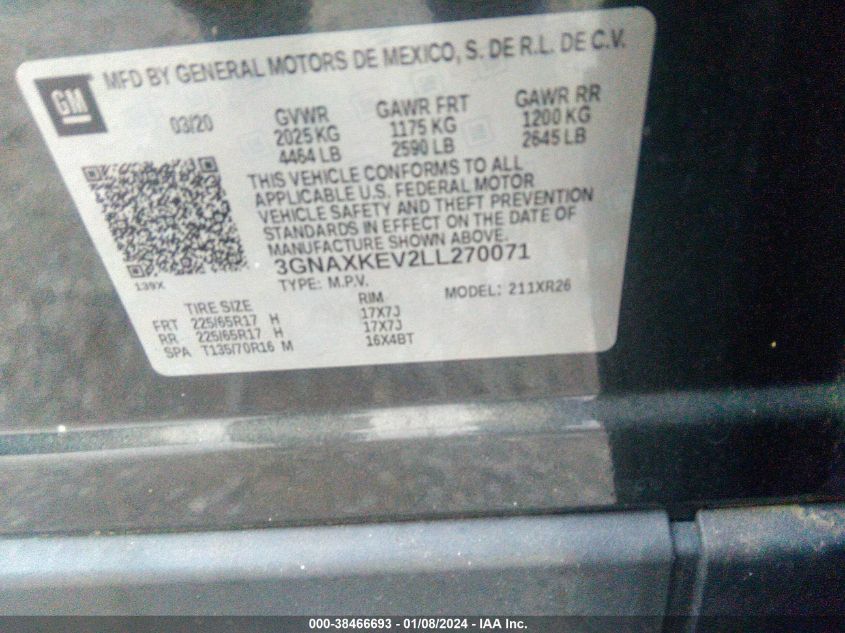 GM
MFD BY GENERAL MOTORS DE MEXICO, S. DE R.L. DE C.V.
03/20
GVWR GAWR FRT GAWR RR
2025 KG 1175 KG 1200 KG
4464 LB 2590 LB 2645 LB
THIS VEHICLE CONFORMS TO ALL
APPLICABLE U.S. FEDERAL MOTOR
VEHICLE SAFETY AND THEFT PREVENTION
STANDARDS IN EFFECT ON THE DATE OF
MANUFACTURE SHOWN ABOVE.
3GNAXKEV2LL270071
139X
TYPE: M.P.V. MODEL: 211XR26
TIRE SIZE RIM
FRT 225/65R17 H 17X7J
RR 225/65R17 H 17X7J
SPA T135/70R16 M 16X4BT
000-38466693 - 01/08/2024 - IAA Inc.